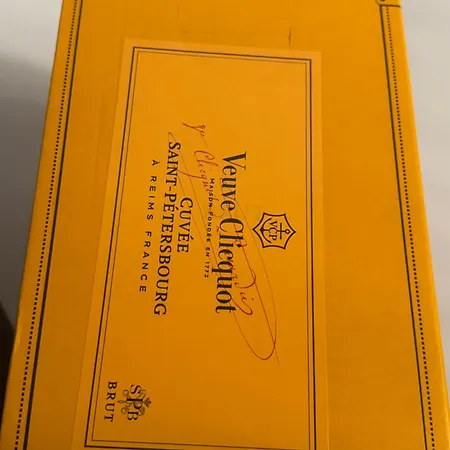 VCP
Veuve Clicquot
MAISON FONDÉE EN 1772
CUVÉE
SAINT-PÉTERSBOURG
À REIMS FRANCE
SPB
BRUT